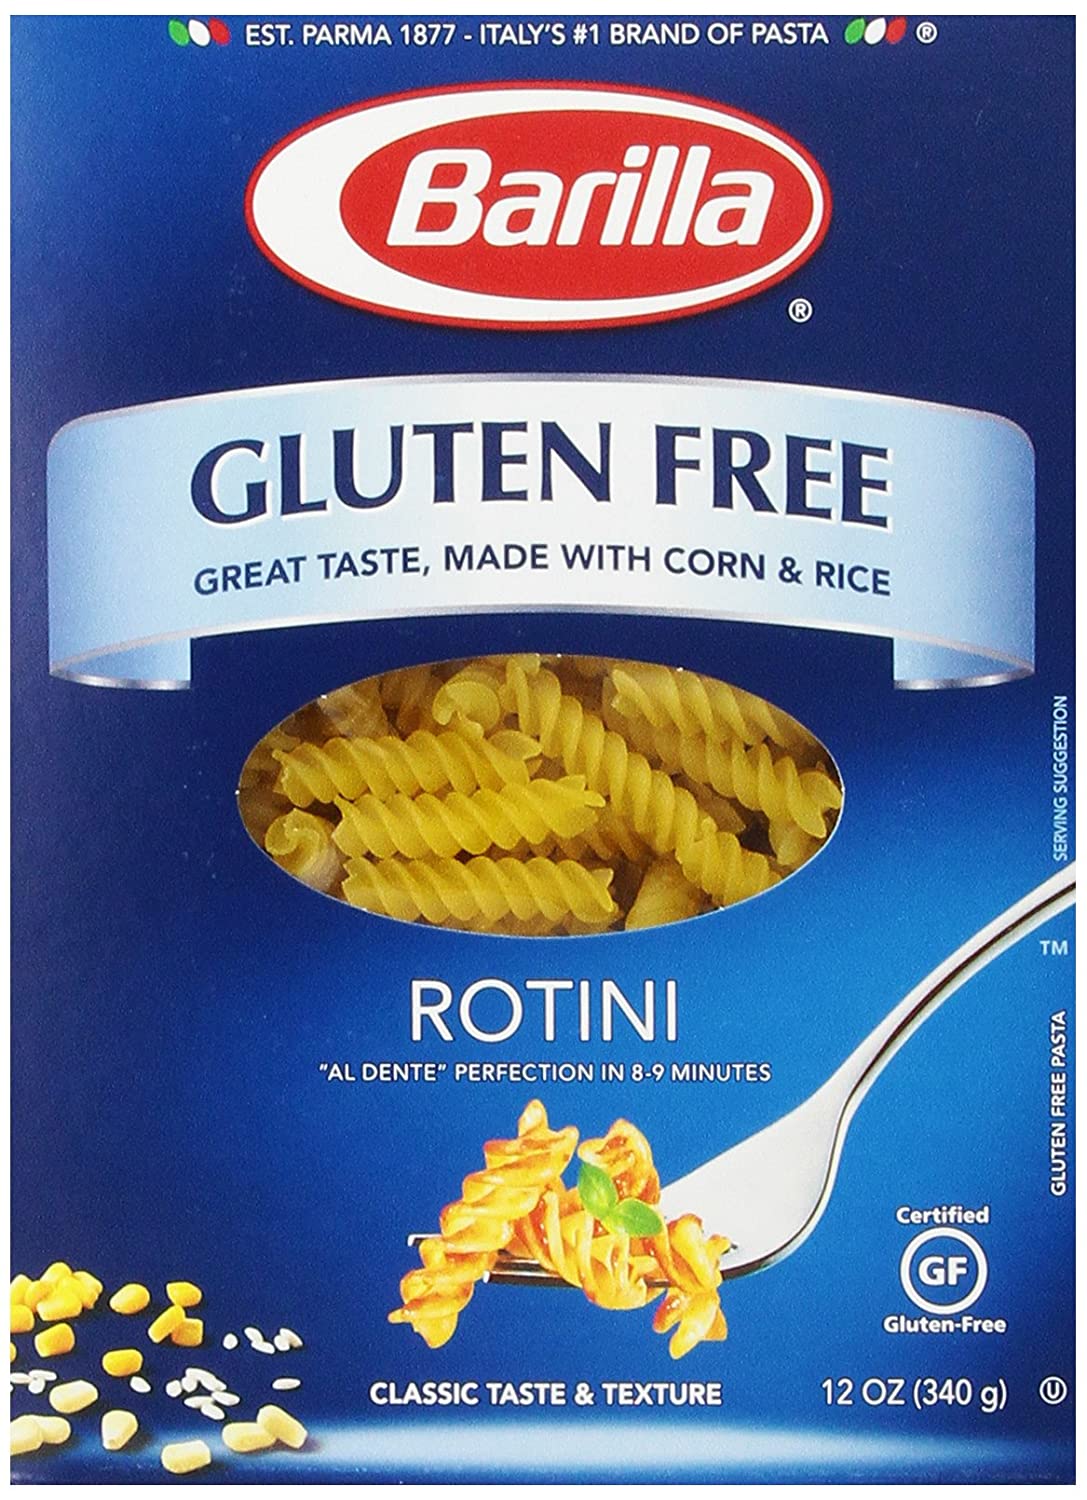 EST. PARMA 1877 - ITALY'S #1 BRAND OF PASTA ®
Barilla
®
GLUTEN FREE
GREAT TASTE, MADE WITH CORN & RICE
SERVING SUGGESTION
ROTINI
"AL DENTE" PERFECTION IN 8-9 MINUTES
TM
GLUTEN FREE PASTA
Certified
GF
Gluten-Free
CLASSIC TASTE & TEXTURE
12 OZ (340 g)
U